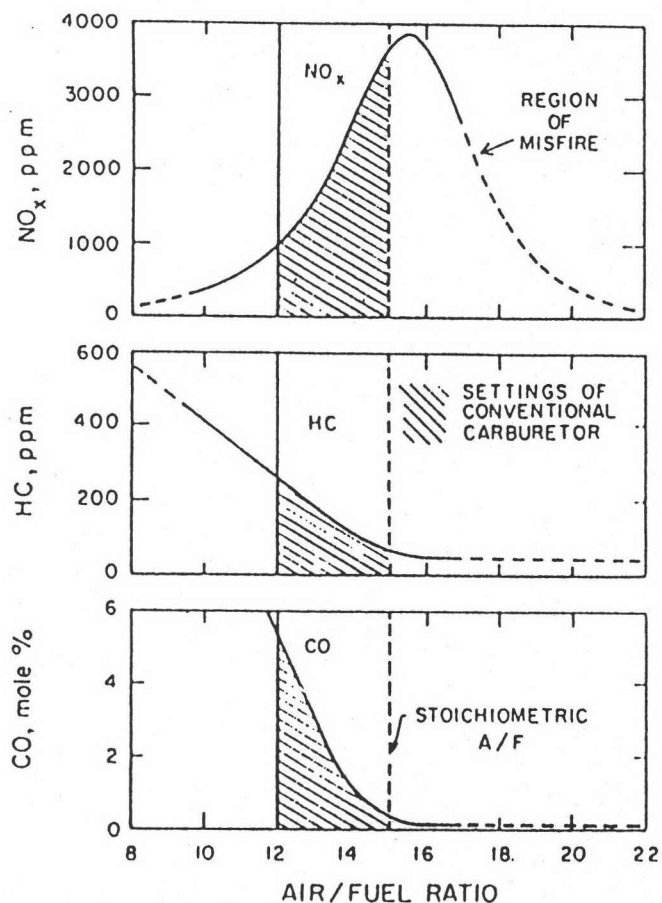 4000
3000
2000
1000
0
NOx, ppm
NOx
REGION
OF
MISFIRE
600
400
200
0
HC, ppm
HC
SETTINGS OF
CONVENTIONAL
CARBURETOR
6
4
2
0
CO, mole %
CO
STOICHIOMETRIC
A/F
8 10 12 14 16 18. 20 22
AIR/FUEL RATIO